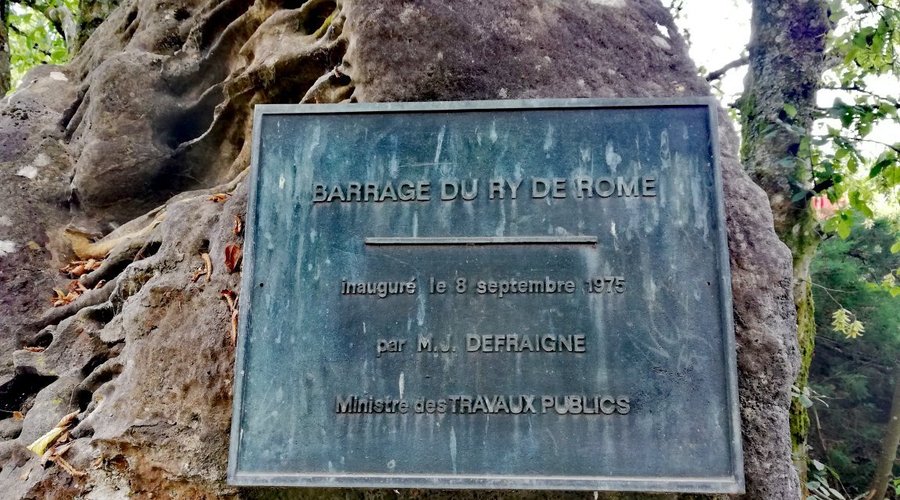 BARRAGE DU RY DE ROME
inauguré le 8 septembre 1975
par M.J. DEFRAIGNE
Ministre des TRAVAUX PUBLICS